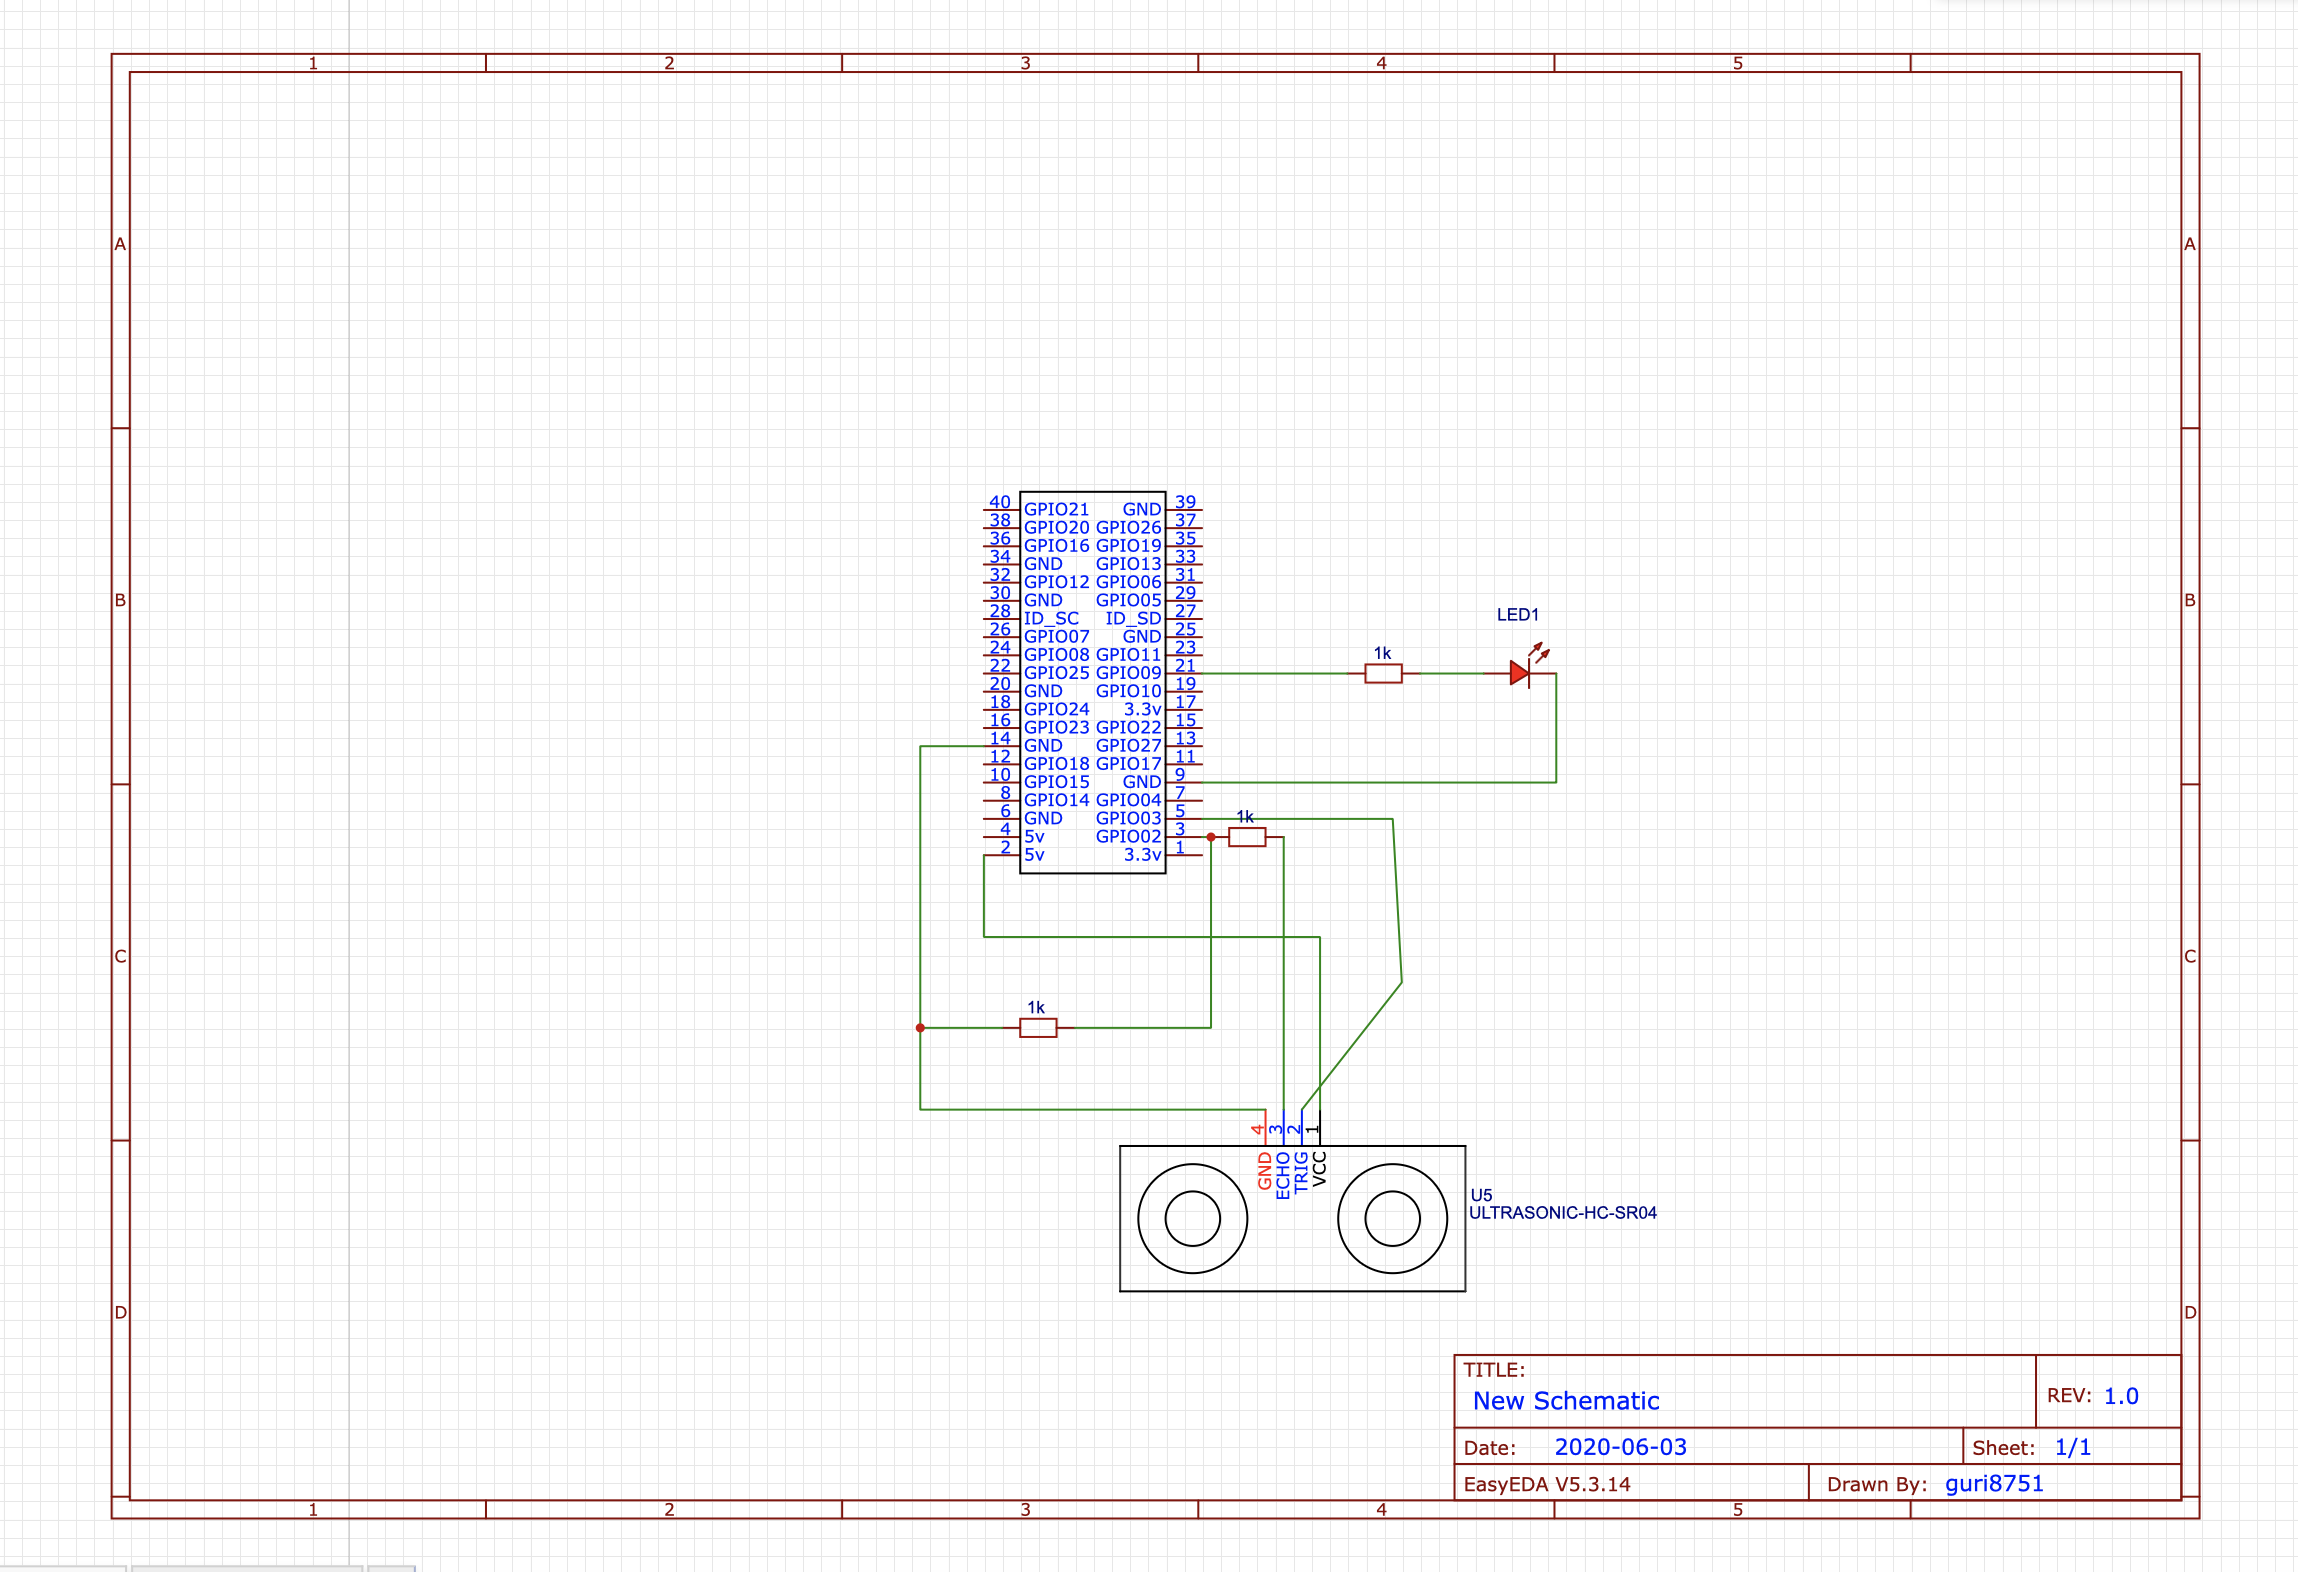 1 2 3 4 5
A A
B B
C C
D D
40 GPIO21 GND 39
38 GPIO20 GPIO26 37
36 GPIO16 GPIO19 35
34 GND GPIO13 33
32 GPIO12 GPIO06 31
30 GND GPIO05 29
28 ID_SC ID_SD 27
26 GPIO07 GND 25
24 GPIO08 GPIO11 23
22 GPIO25 GPIO09 21
20 GND GPIO10 19
18 GPIO24 3.3v 17
16 GPIO23 GPIO22 15
14 GND GPIO27 13
12 GPIO18 GPIO17 11
10 GPIO15 GND 9
8 GPIO14 GPIO04 7
6 GND GPIO03 5
4 5v GPIO02 3
2 5v 3.3v 1
LED1
1k
1k
1k
4 3 2 1
GND
ECHO
TRIG
VCC
U5
ULTRASONIC-HC-SR04
TITLE:
New Schematic
REV: 1.0
Date: 2020-06-03
Sheet: 1/1
EasyEDA V5.3.14
Drawn By: guri8751
1 2 3 4 5